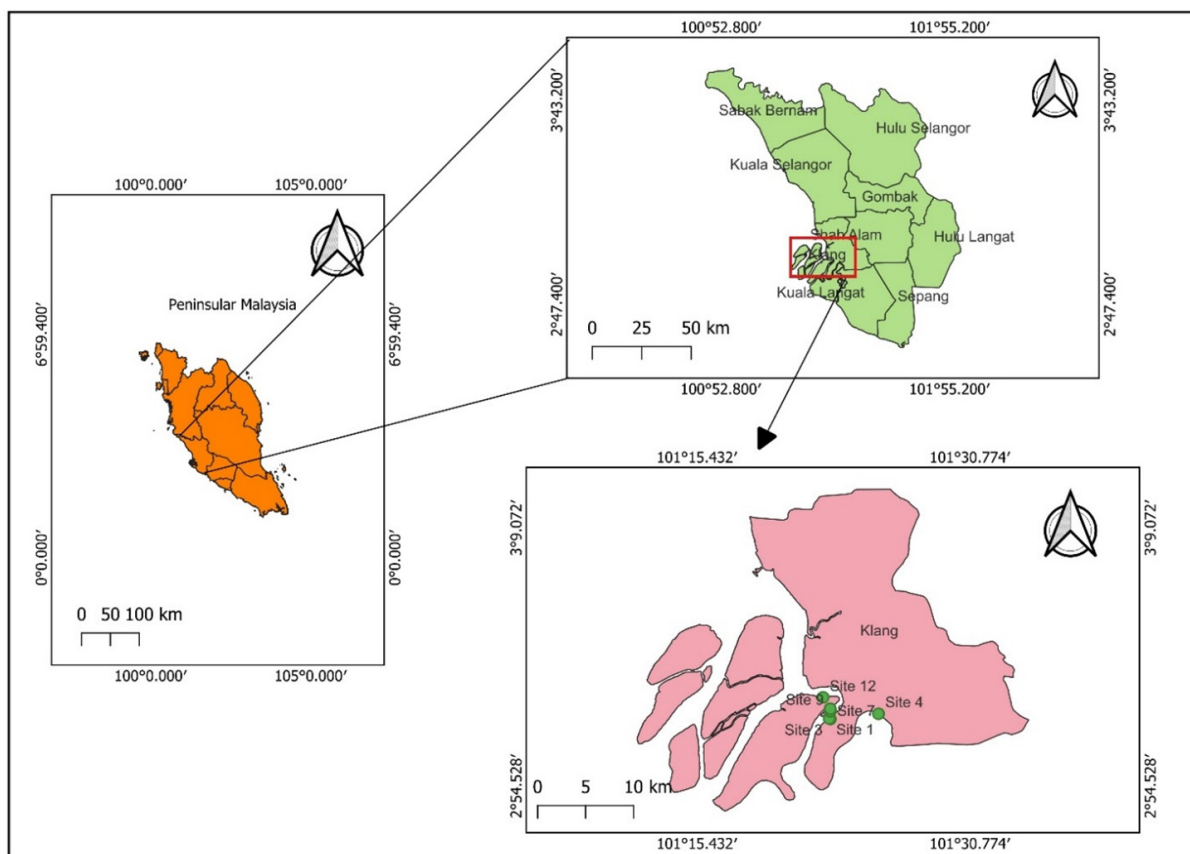 100°0.000′ 105°0.000′
Peninsular Malaysia
6°59.400′ 6°59.400′
0°0.000′ 0°0.000′
0 50 100 km
100°0.000′ 105°0.000′
100°52.800′ 101°55.200′
3°43.200′ 3°43.200′
Sabak Bernam
Hulu Selangor
Kuala Selangor
Gombak
Shah Alam
Hulu Langat
Klang
Kuala Langat
Sepang
2°47.400′ 2°47.400′
0 25 50 km
100°52.800′ 101°55.200′
101°15.432′ 101°30.774′
3°9.072′ 3°9.072′
Klang
Site 12
Site 9
Site 7
Site 4
Site 3
Site 1
2°54.528′ 2°54.528′
0 5 10 km
101°15.432′ 101°30.774′